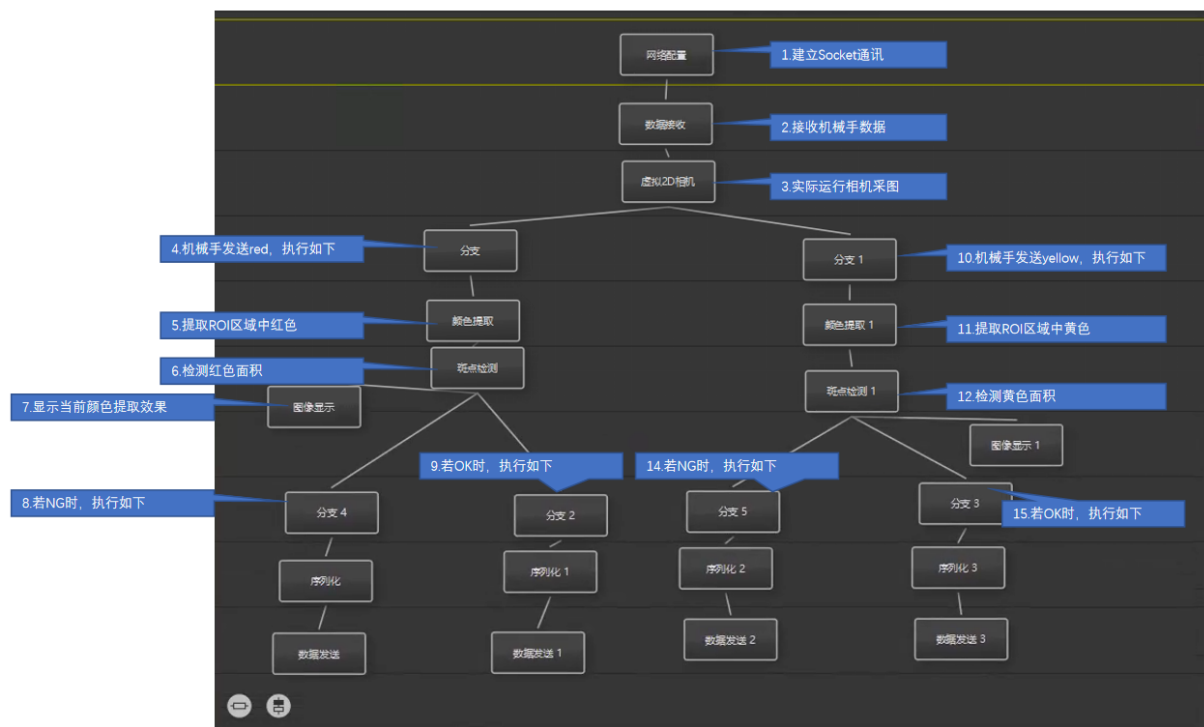 网络配置
1.建立Socket通讯
数据接收
2.接收机械手数据
虚拟2D相机
3.实际运行相机采图
4.机械手发送red，执行如下
分支
分支 1
10.机械手发送yellow，执行如下
5.提取ROI区域中红色
颜色提取
颜色提取 1
11.提取ROI区域中黄色
6.检测红色面积
斑点检测
斑点检测 1
12.检测黄色面积
7.显示当前颜色提取效果
图像显示
图像显示 1
9.若OK时，执行如下
14.若NG时，执行如下
8.若NG时，执行如下
分支 4
分支 2
分支 5
分支 3
15.若OK时，执行如下
序列化
序列化 1
序列化 2
序列化 3
数据发送
数据发送 1
数据发送 2
数据发送 3